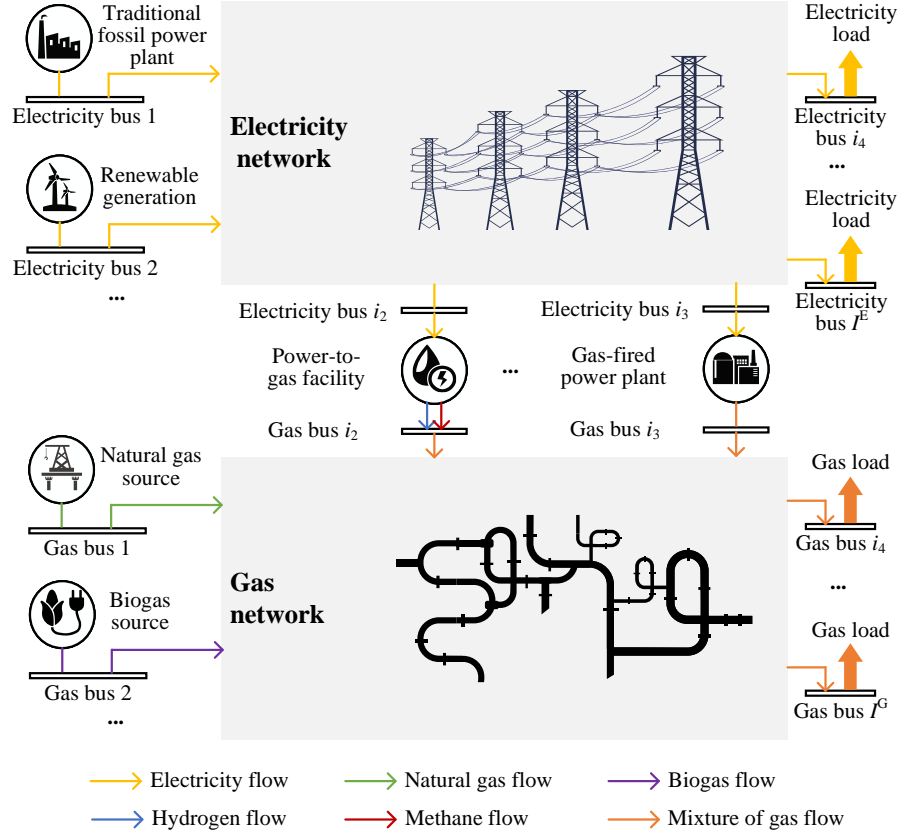 Traditional
fossil power
plant
Electricity bus 1
Renewable
generation
Electricity bus 2
...
Electricity
network
Electricity
load
Electricity
bus i₄
...
Electricity
load
Electricity
bus Iᴱ
Electricity bus i₂
Electricity bus i₃
Power-to-
gas facility
...
Gas-fired
power plant
Gas bus i₂
Gas bus i₃
Natural gas
source
Gas bus 1
Biogas
source
Gas bus 2
...
Gas
network
Gas load
Gas bus i₄
...
Gas load
Gas bus Iᴳ
Electricity flow
Natural gas flow
Biogas flow
Hydrogen flow
Methane flow
Mixture of gas flow